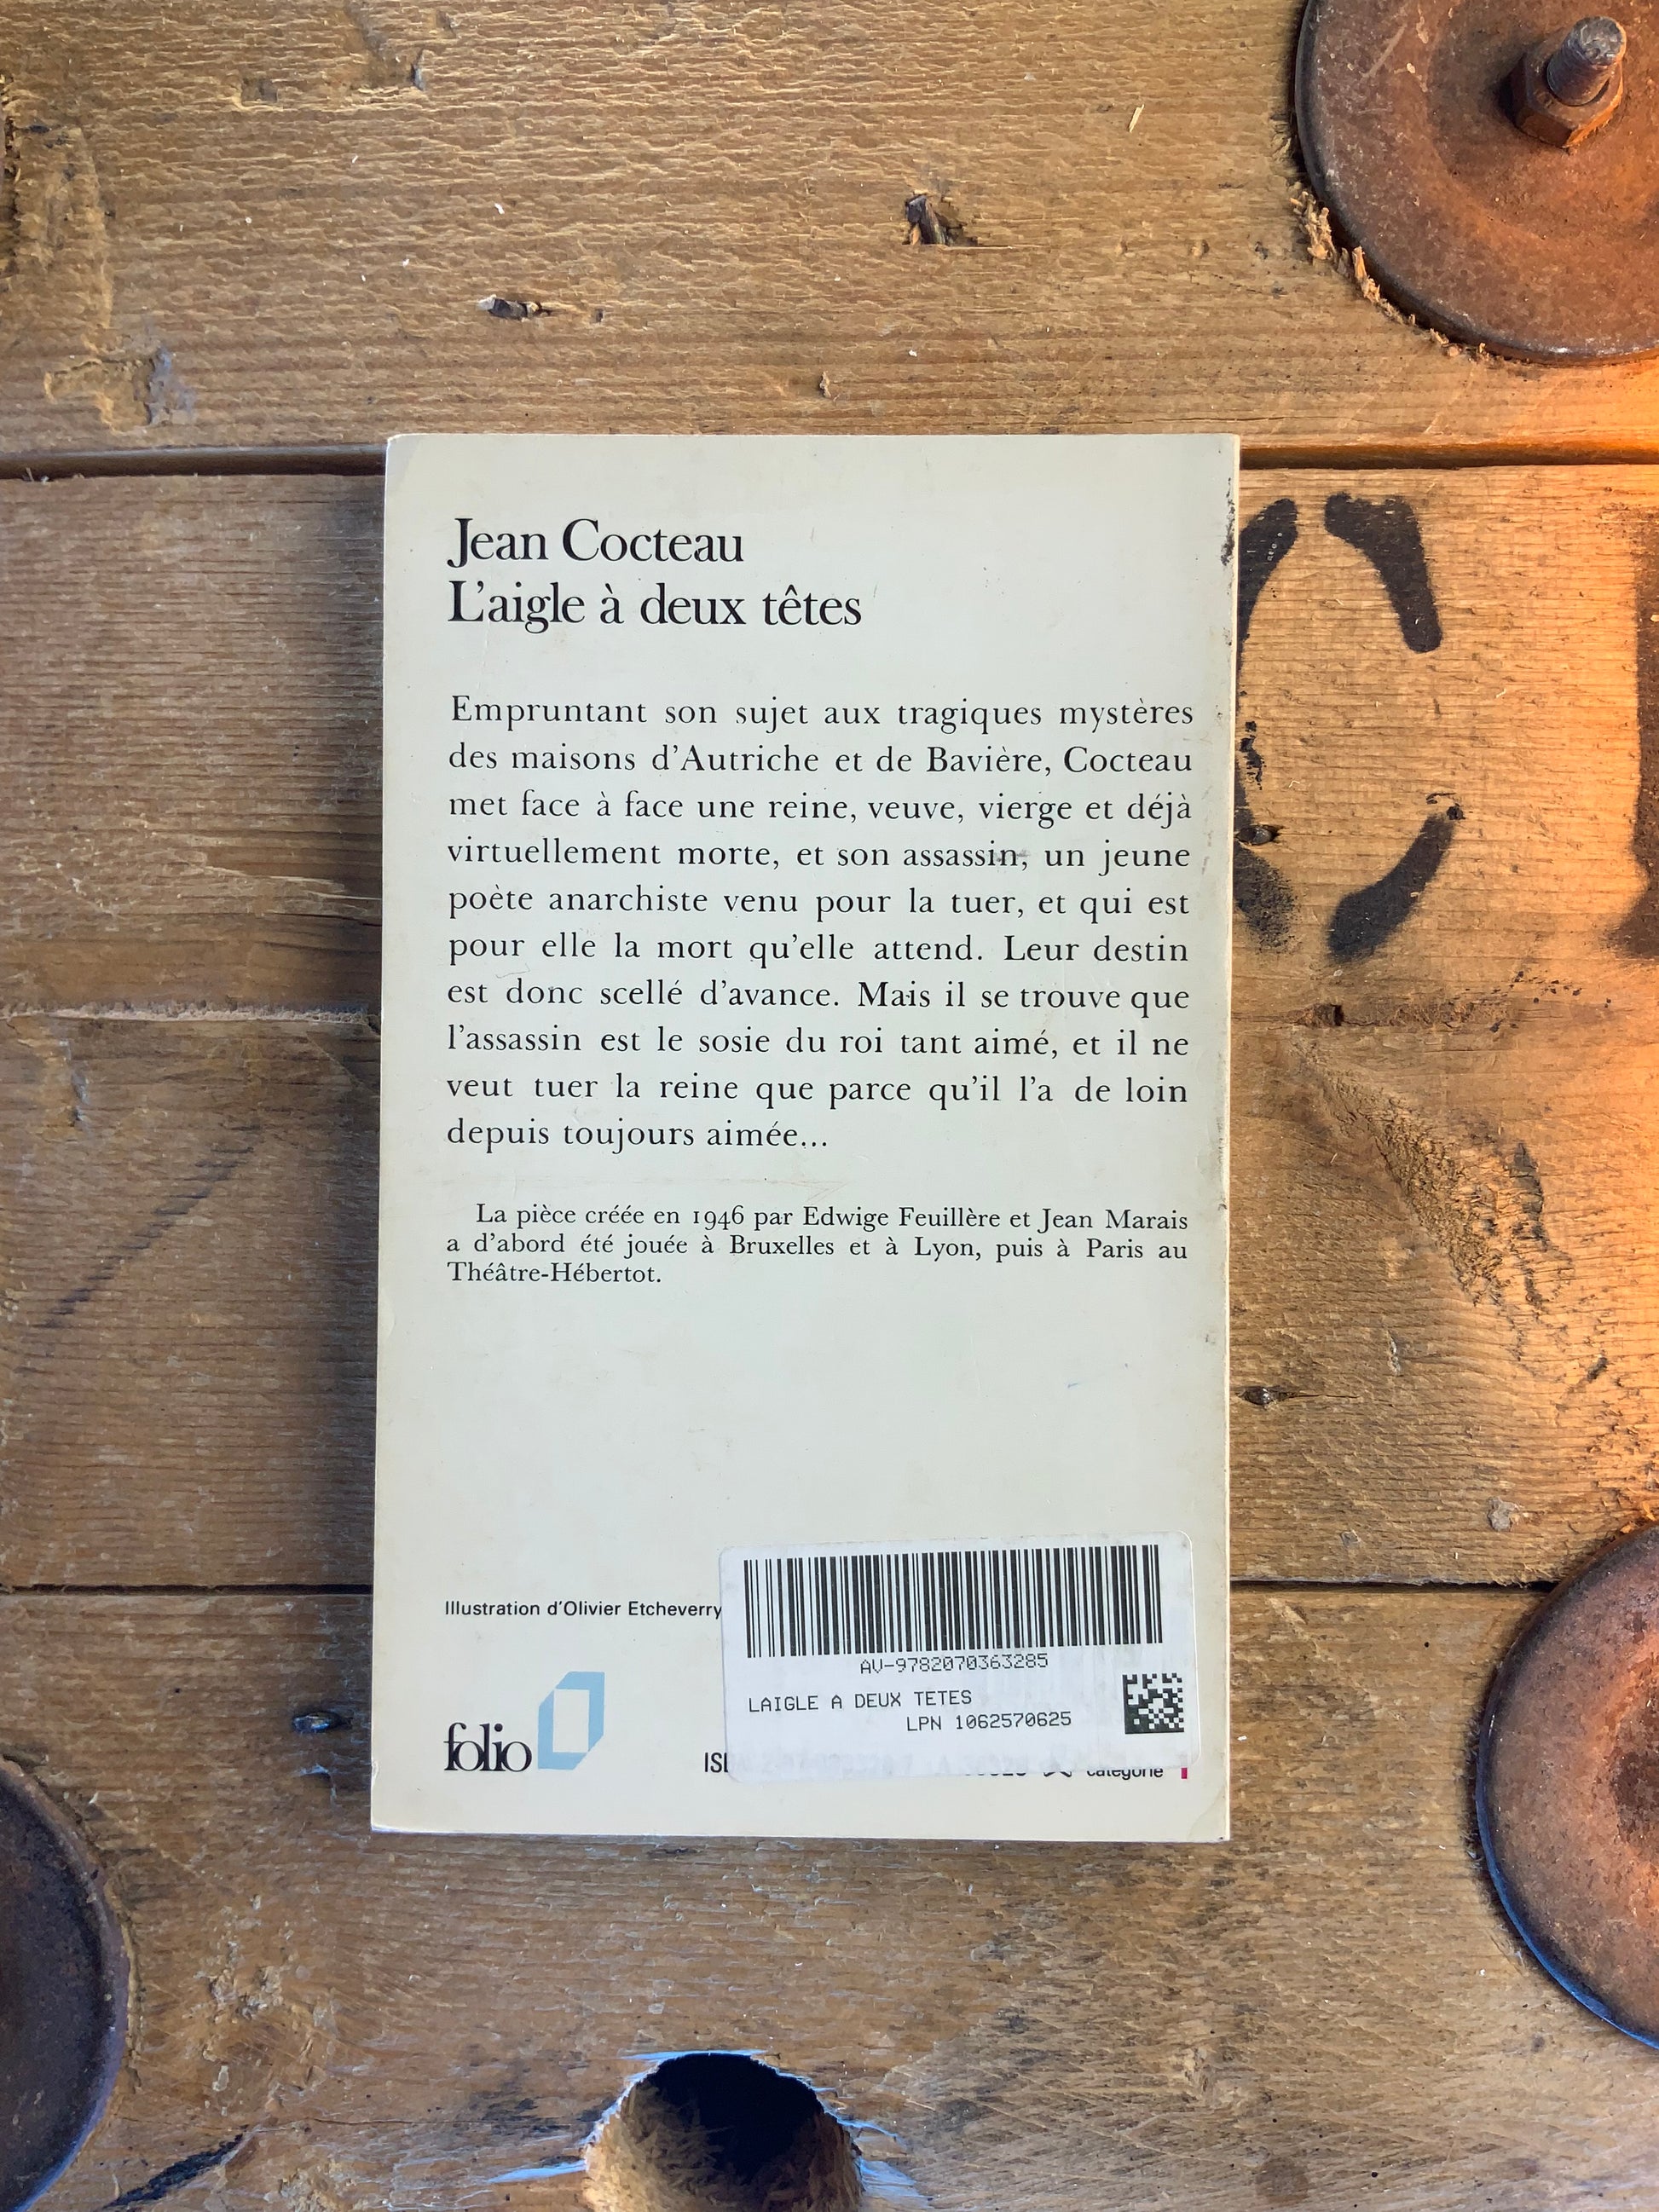 Jean Cocteau
L'aigle à deux têtes
Empruntant son sujet aux tragiques mystères
des maisons d'Autriche et de Bavière, Cocteau
met face à face une reine, veuve, vierge et déjà
virtuellement morte, et son assassin, un jeune
poète anarchiste venu pour la tuer, et qui est
pour elle la mort qu'elle attend. Leur destin
est donc scellé d'avance. Mais il se trouve que
l'assassin est le sosie du roi tant aimé, et il ne
veut tuer la reine que parce qu'il l'a de loin
depuis toujours aimée...
La pièce créée en 1946 par Edwige Feuillère et Jean Marais
a d'abord été jouée à Bruxelles et à Lyon, puis à Paris au
Théâtre-Hébertot.
Illustration d'Olivier Etcheverry
AV-9782070363285
LAIGLE A DEUX TETES
LPN 1062570625
folio
catégorie